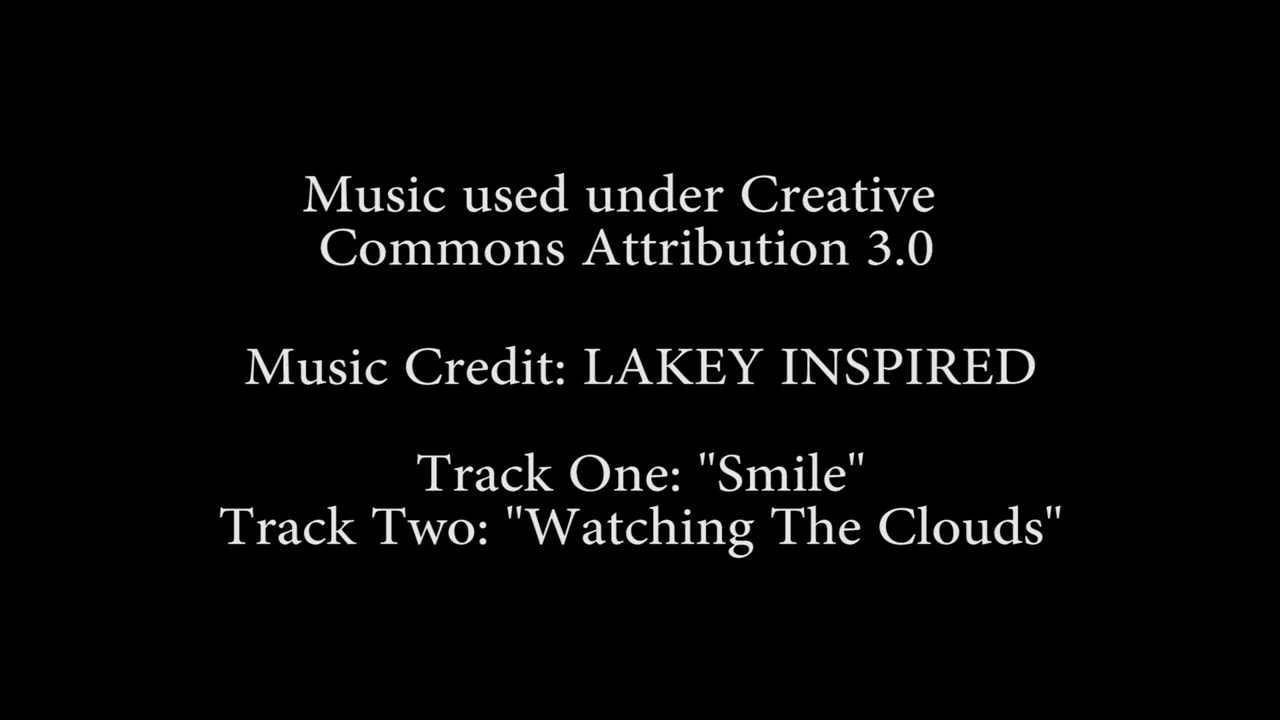 Music used under Creative
Commons Attribution 3.0
Music Credit: LAKEY INSPIRED
Track One: "Smile"
Track Two: "Watching The Clouds"